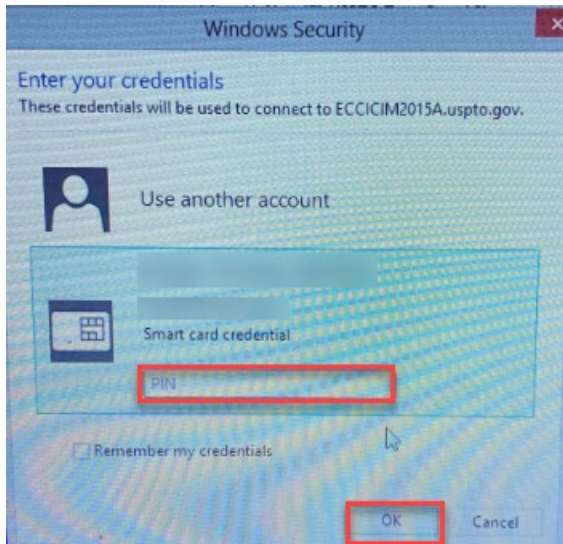 Windows Security
Enter your credentials
These credentials will be used to connect to ECCICIM2015A.uspto.gov.
Use another account
Smart card credential
PIN
Remember my credentials
OK
Cancel